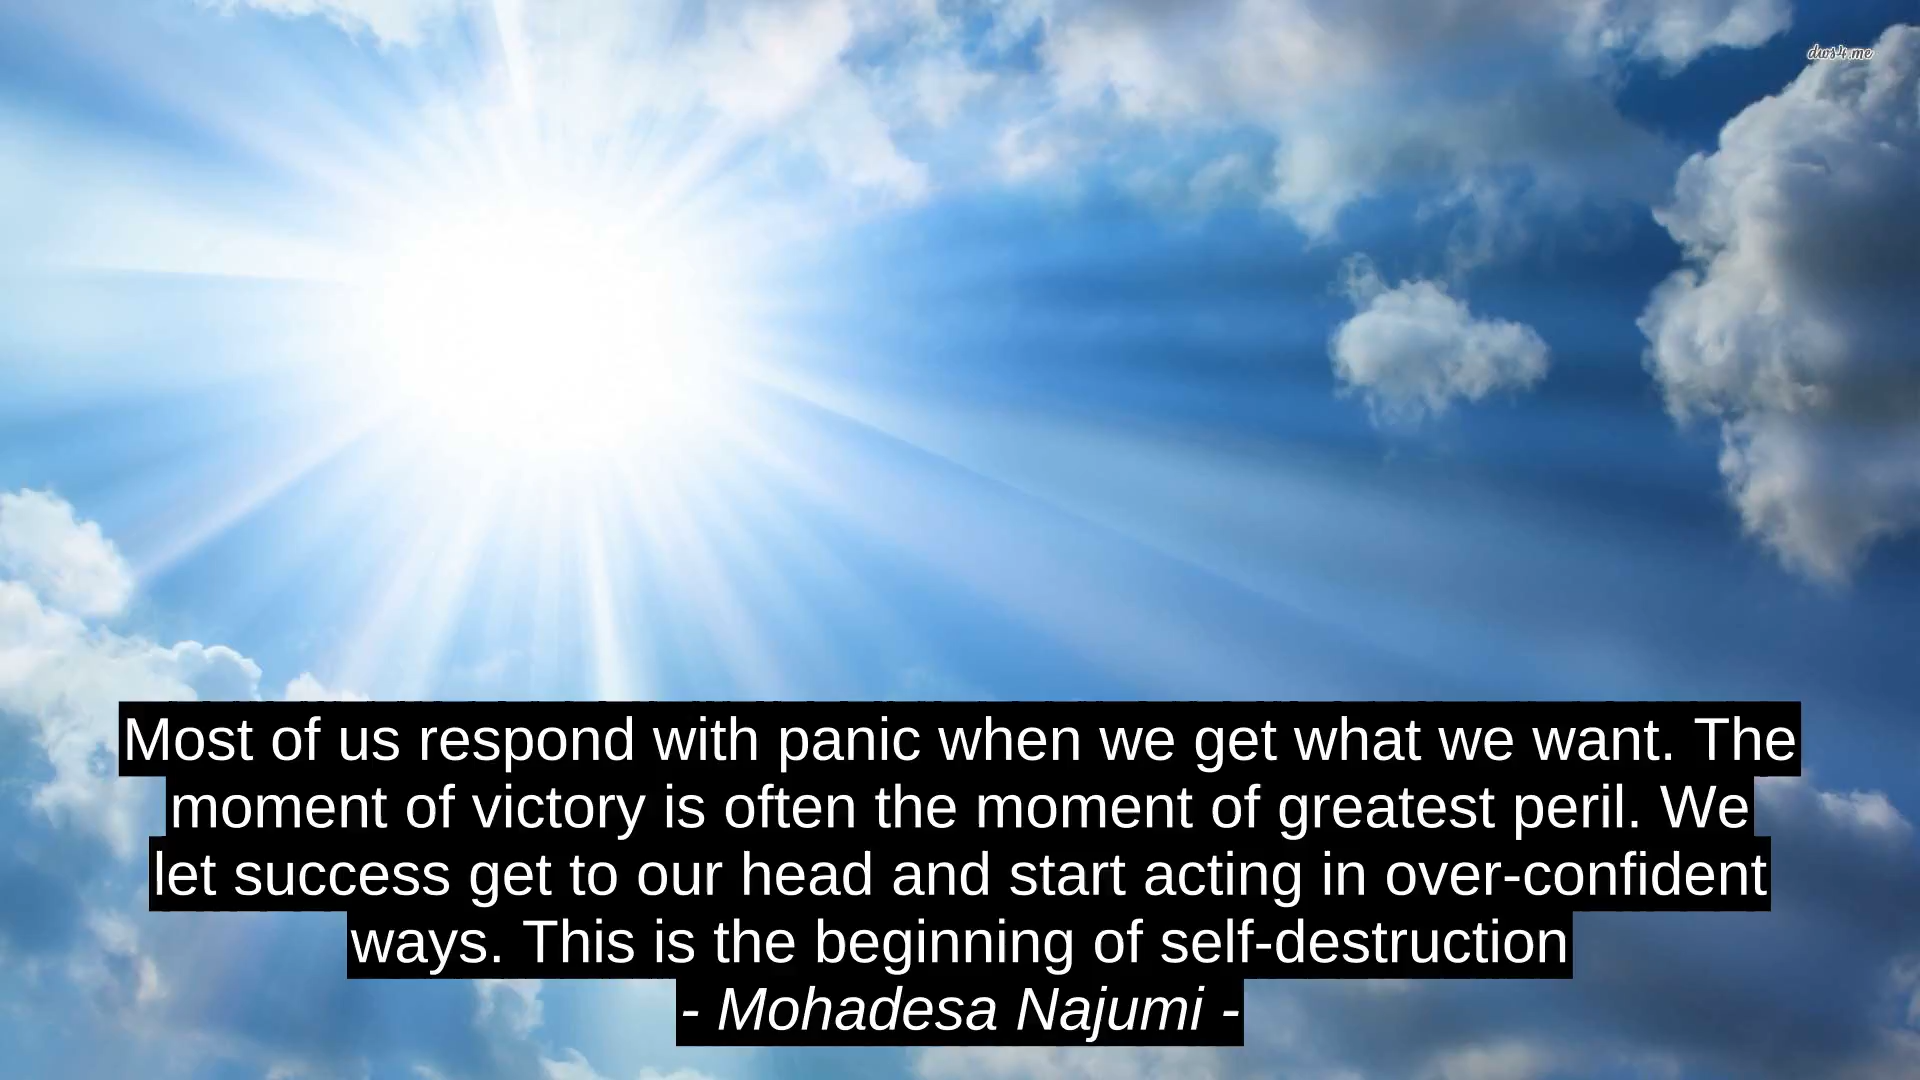 dws4.me
Most of us respond with panic when we get what we want. The
moment of victory is often the moment of greatest peril. We
let success get to our head and start acting in over-confident
ways. This is the beginning of self-destruction
- Mohadesa Najumi -